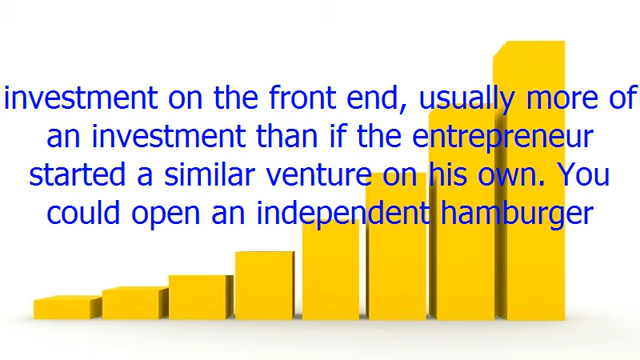 investment on the front end, usually more of
an investment than if the entrepreneur
started a similar venture on his own. You
could open an independent hamburger